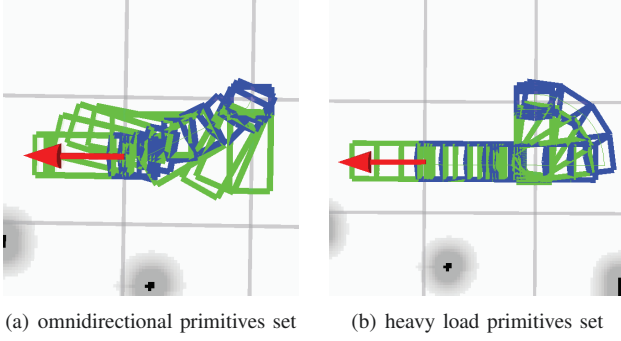 (a) omnidirectional primitives set
(b) heavy load primitives set